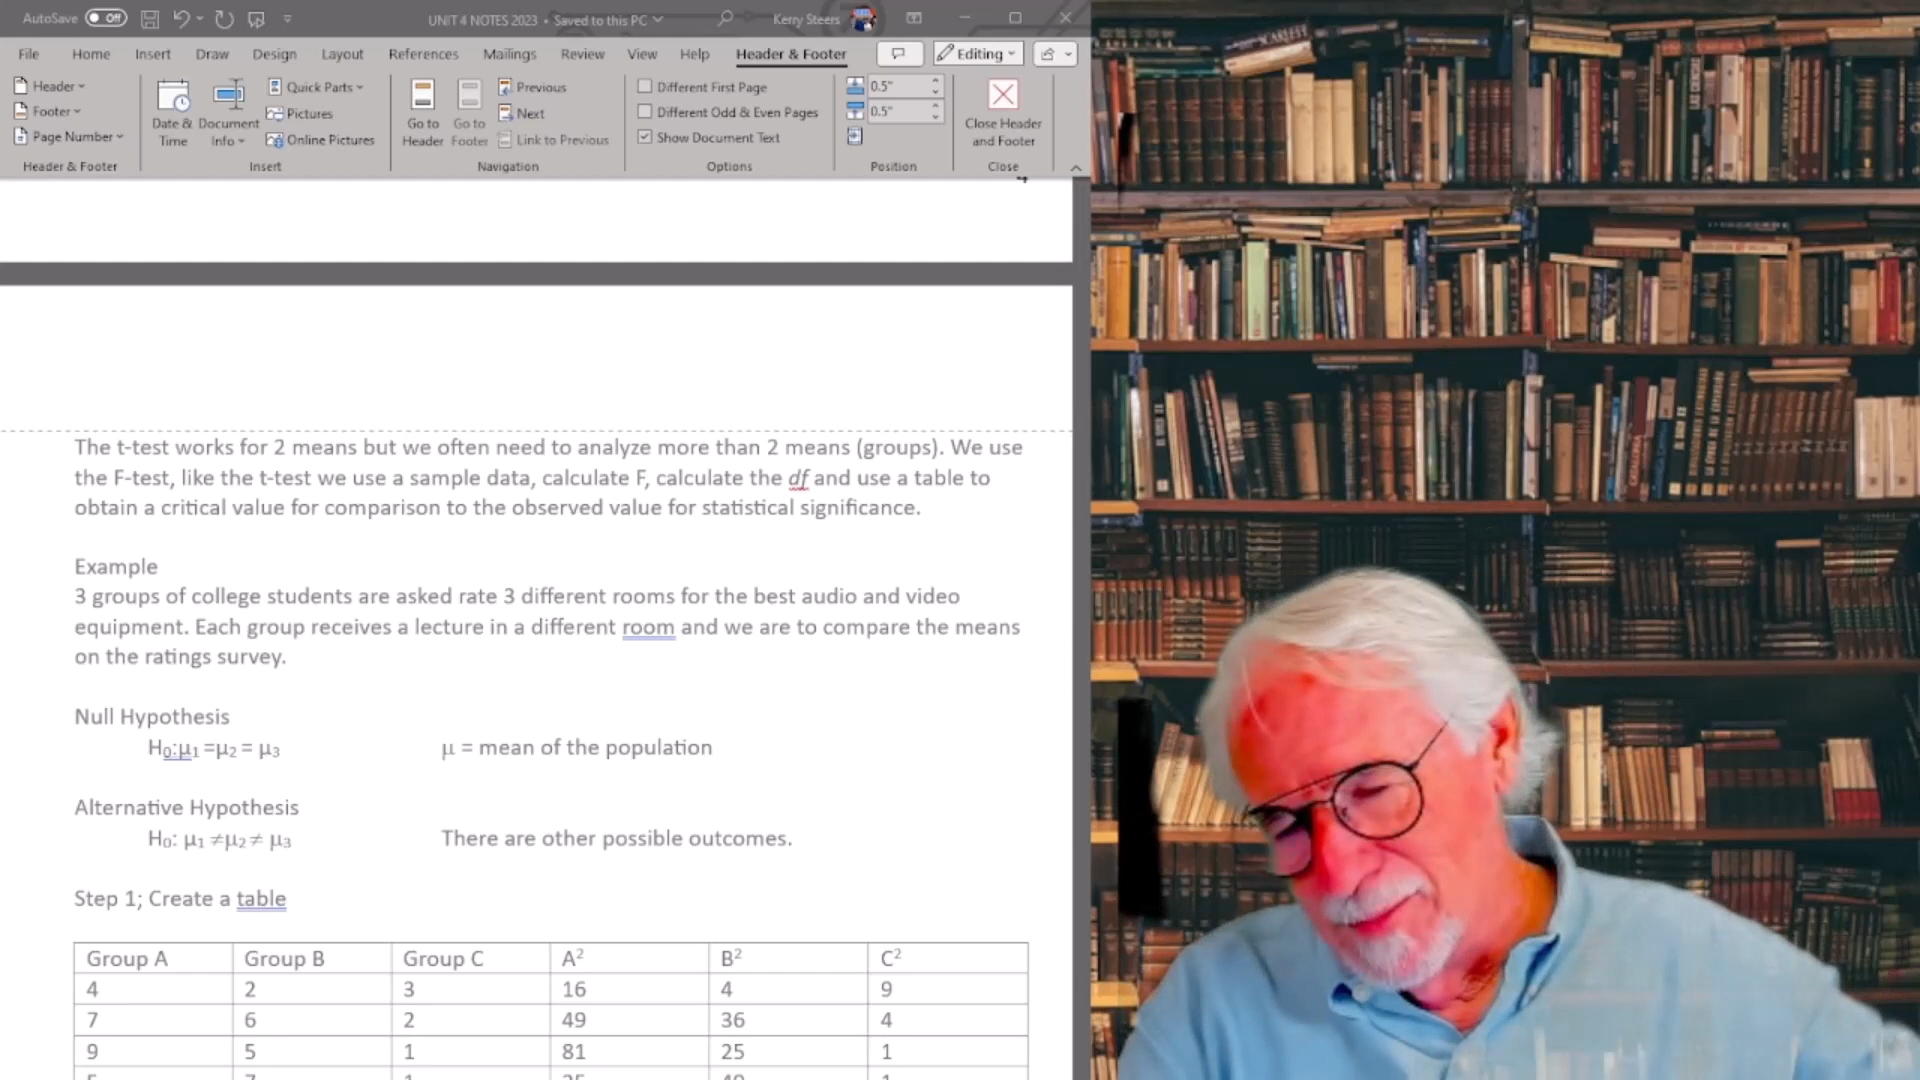 AutoSave Off UNIT 4 NOTES 2023 • Saved to this PC Kerry Steers
File Home Insert Draw Design Layout References Mailings Review View Help Header & Footer Editing
Header Quick Parts Previous Different First Page 0.5"
Footer Pictures Next Different Odd & Even Pages 0.5"
Page Number Online Pictures Link to Previous Show Document Text
Date & Time Document Info Go to Header Go to Footer Close Header and Footer
Header & Footer Insert Navigation Options Position Close
The t-test works for 2 means but we often need to analyze more than 2 means (groups). We use
the F-test, like the t-test we use a sample data, calculate F, calculate the df and use a table to
obtain a critical value for comparison to the observed value for statistical significance.
Example
3 groups of college students are asked rate 3 different rooms for the best audio and video
equipment. Each group receives a lecture in a different room and we are to compare the means
on the ratings survey.
Null Hypothesis
H₀:μ₁ =μ₂ = μ₃ μ = mean of the population
Alternative Hypothesis
H₀: μ₁ ≠μ₂≠ μ₃ There are other possible outcomes.
Step 1; Create a table
Group A Group B Group C A² B² C²
4 2 3 16 4 9
7 6 2 49 36 4
9 5 1 81 25 1